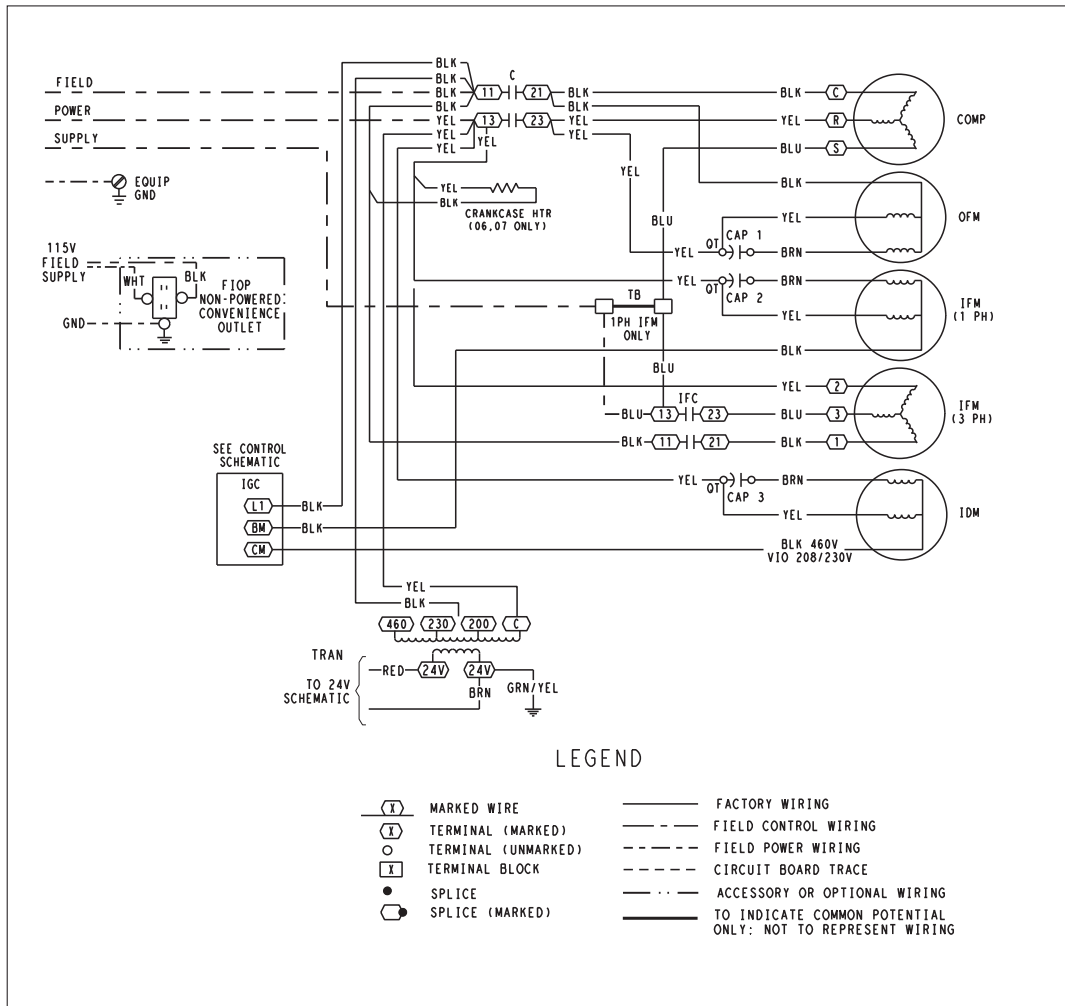 BLK
C
BLK
FIELD
BLK
11
21
BLK
BLK
C
BLK
BLK
POWER
YEL
13
23
YEL
YEL
R
COMP
YEL
YEL
YEL
SUPPLY
YEL
BLU
S
EQUIP
GND
YEL
BLK
CRANKCASE HTR
(06,07 ONLY)
YEL
BLK
YEL
OFM
BLU
CAP 1
YEL
QT
BRN
115V
FIELD
SUPPLY
WHT
BLK
FIOP
NON-POWERED
CONVENIENCE
OUTLET
GND
YEL
QT
CAP 2
BRN
YEL
IFM
(1 PH)
TB
1PH IFM
ONLY
BLK
BLU
YEL
2
IFC
BLU
13
23
BLU
3
IFM
(3 PH)
BLK
11
21
BLK
1
SEE CONTROL
SCHEMATIC
IGC
L1
BLK
BM
BLK
CM
YEL
QT
CAP 3
BRN
YEL
IDM
BLK 460V
VIO 208/230V
YEL
BLK
460
230
200
C
TRAN
RED
24V
24V
TO 24V
SCHEMATIC
BRN
GRN/YEL
LEGEND
X MARKED WIRE
X TERMINAL (MARKED)
TERMINAL (UNMARKED)
X TERMINAL BLOCK
SPLICE
SPLICE (MARKED)
FACTORY WIRING
FIELD CONTROL WIRING
FIELD POWER WIRING
CIRCUIT BOARD TRACE
ACCESSORY OR OPTIONAL WIRING
TO INDICATE COMMON POTENTIAL
ONLY: NOT TO REPRESENT WIRING